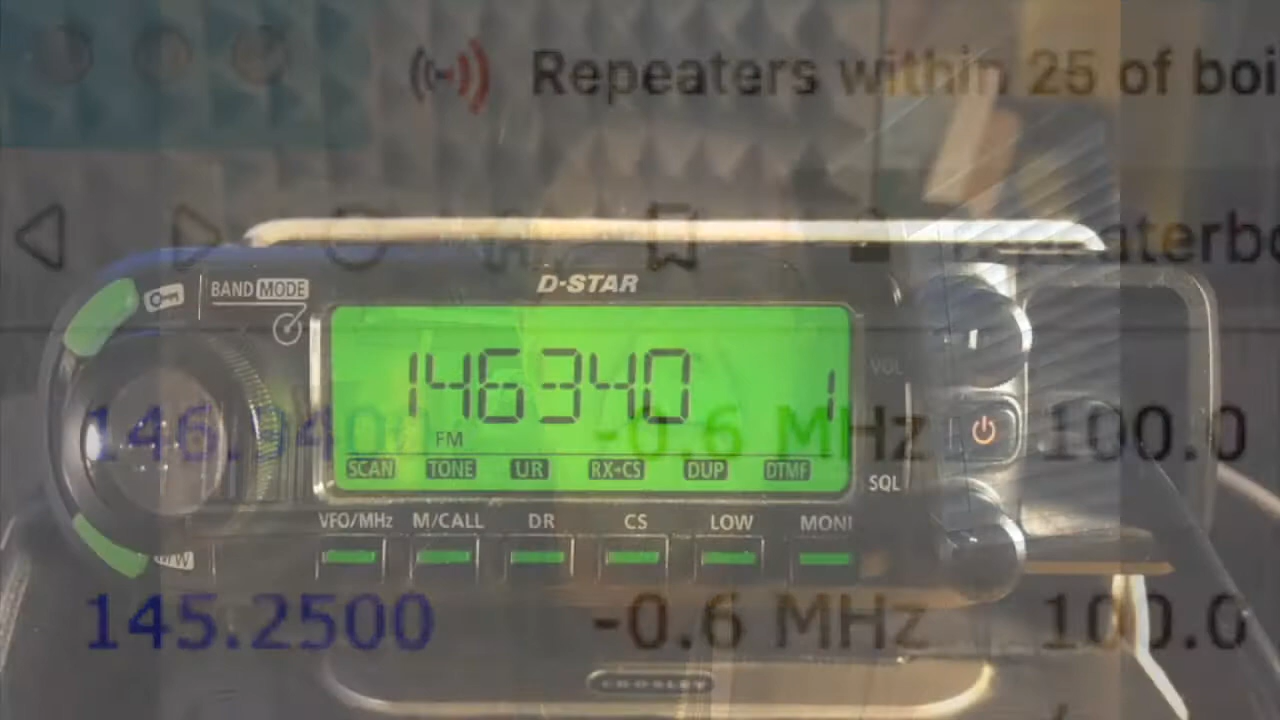 Repeaters within 25 of boi
D-STAR
BAND MODE
146340 1
FM
VOL
-0.6 MHz 100.0
SCAN TONE UR RX→CS DUP DTMF
SQL
VFO/MHz M/CALL DR CS LOW MONI
145.2500 -0.6 MHz 100.0
CROSLEY